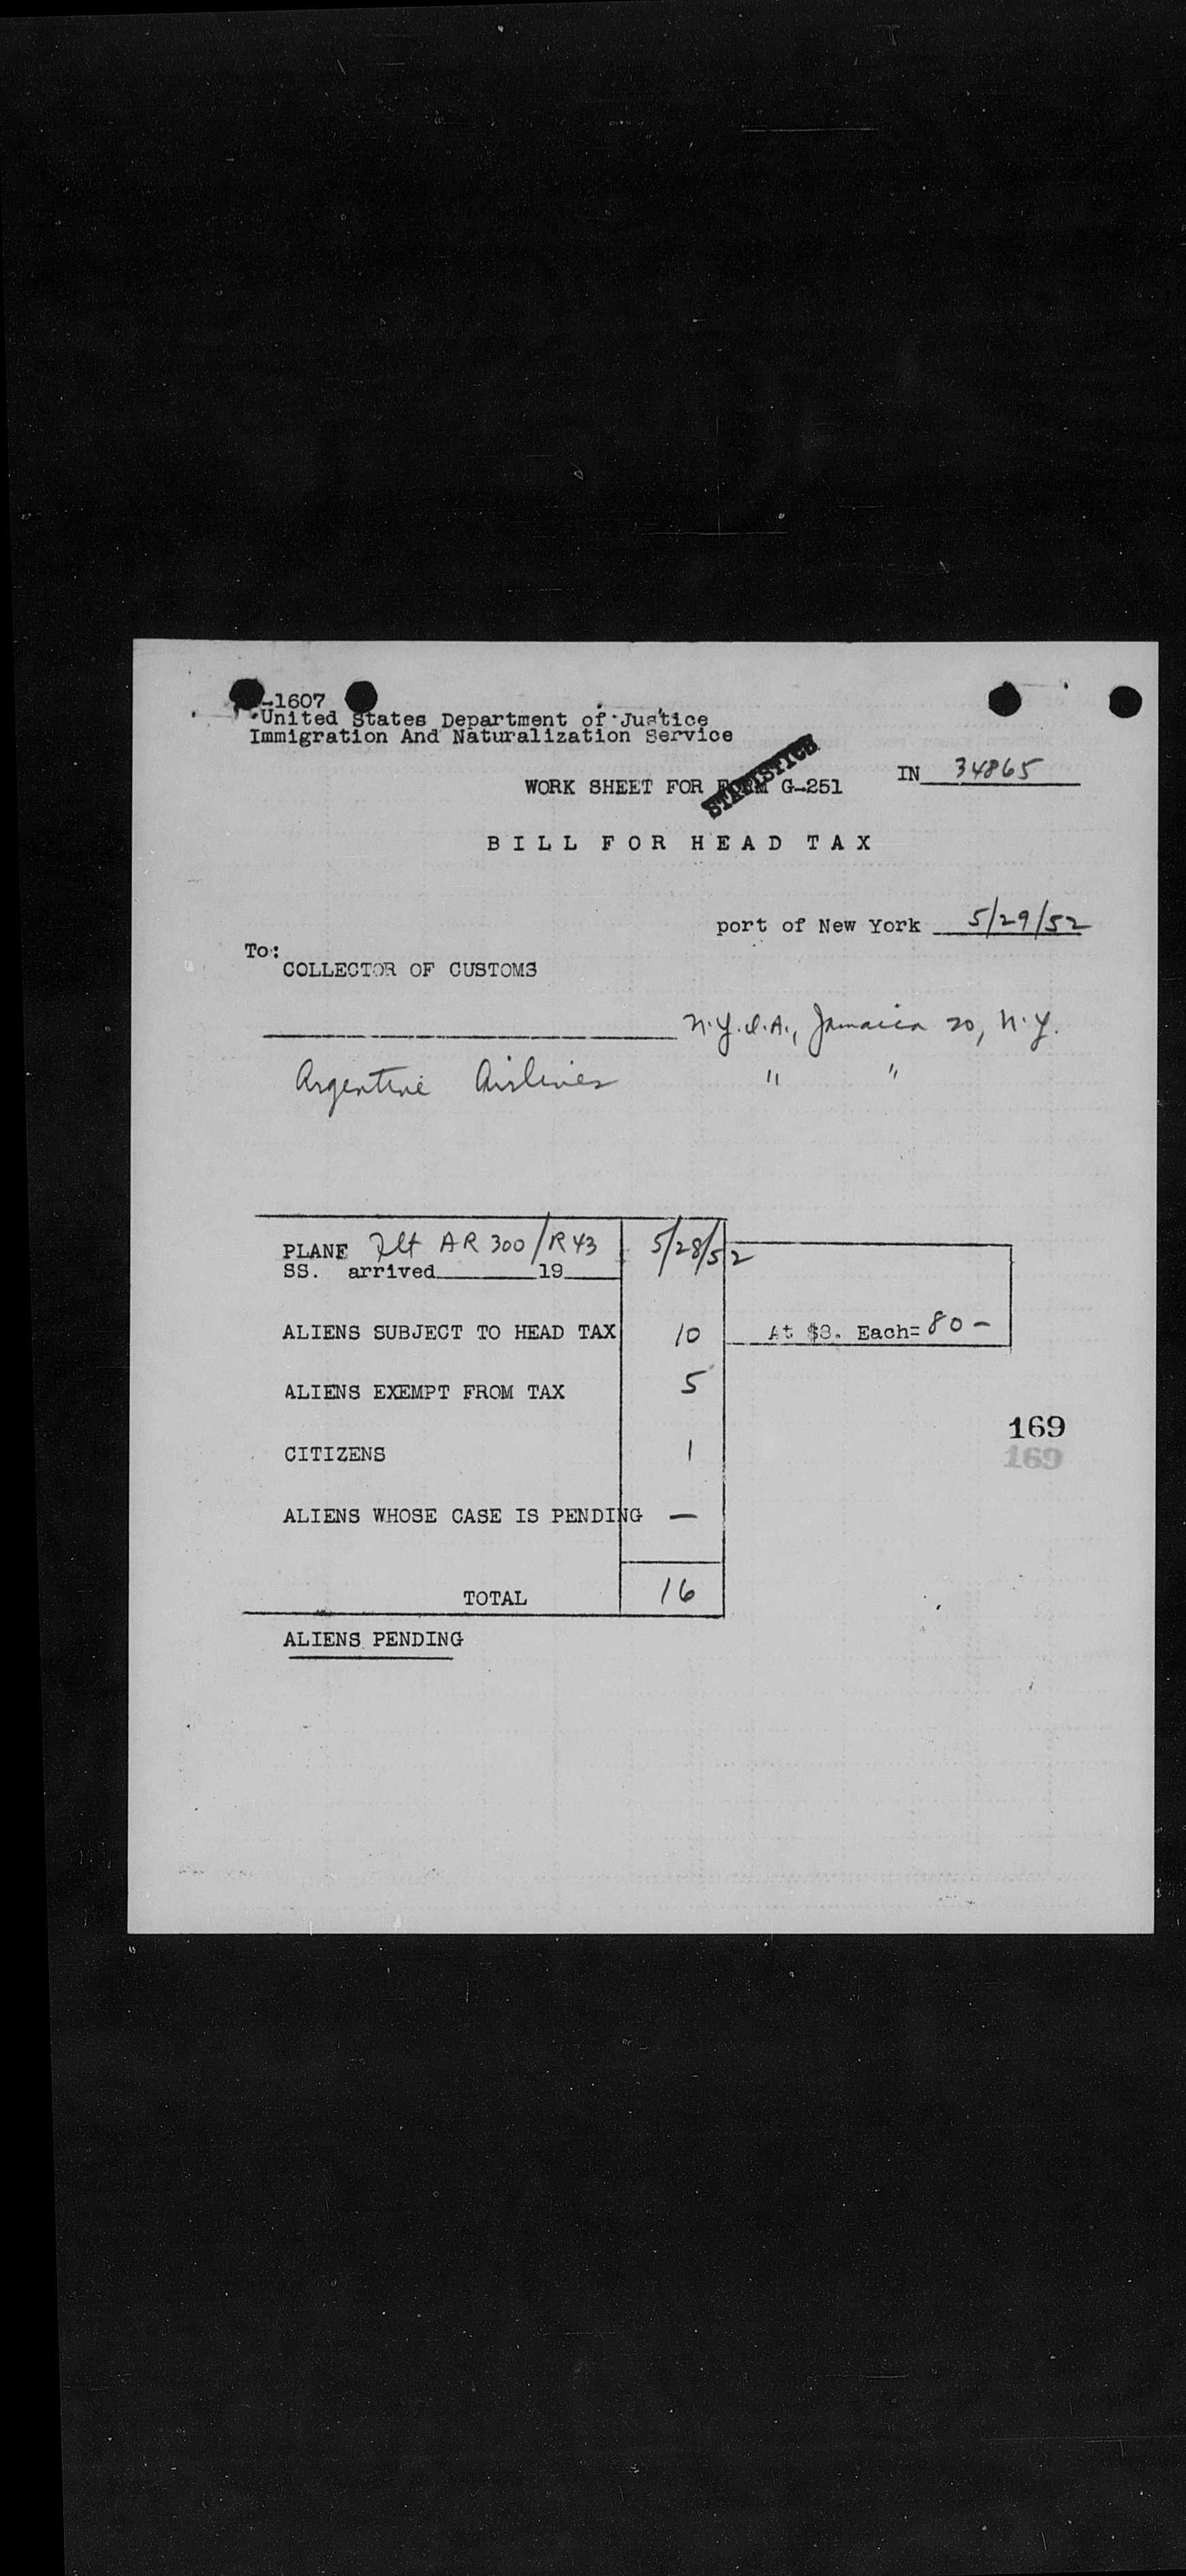 -1607
United States Department of Justice
Immigration And Naturalization Service
STATISTICS
WORK SHEET FOR FORM G-251
IN 34865
BILL FOR HEAD TAX
port of New York 5/29/52
To:
COLLECTOR OF CUSTOMS
N.Y.I.A., Jamaica 20, N.Y.
Argentine Airlines " "
PLANE Flt AR 300/R43 5/28/52
SS. arrived 19
ALIENS SUBJECT TO HEAD TAX 10 At $8. Each= 80 -
ALIENS EXEMPT FROM TAX 5
169
169
CITIZENS 1
ALIENS WHOSE CASE IS PENDING —
TOTAL 16
ALIENS PENDING